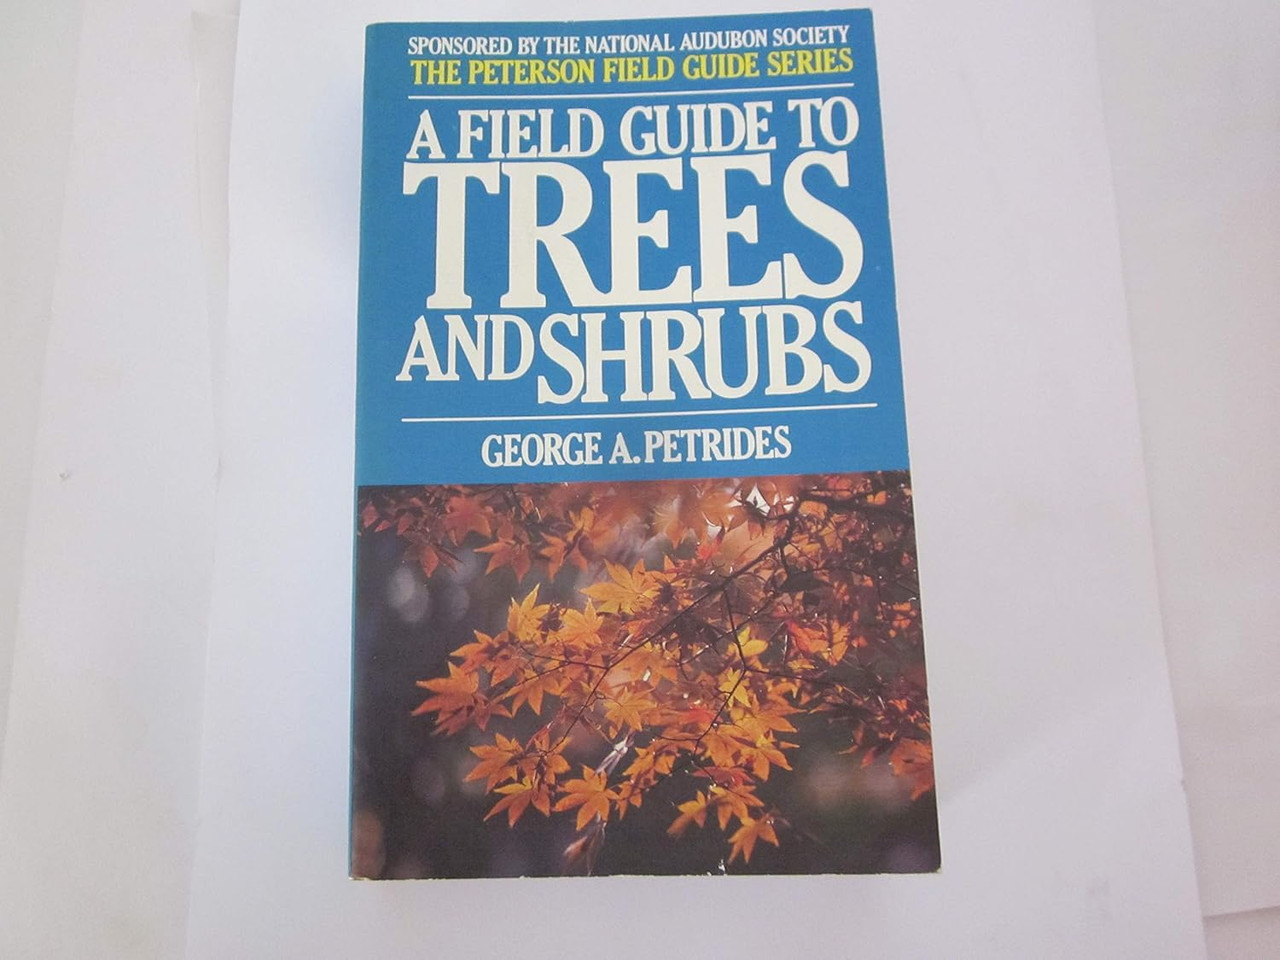 SPONSORED BY THE NATIONAL AUDUBON SOCIETY
THE PETERSON FIELD GUIDE SERIES
A FIELD GUIDE TO
TREES
AND SHRUBS
GEORGE A. PETRIDES